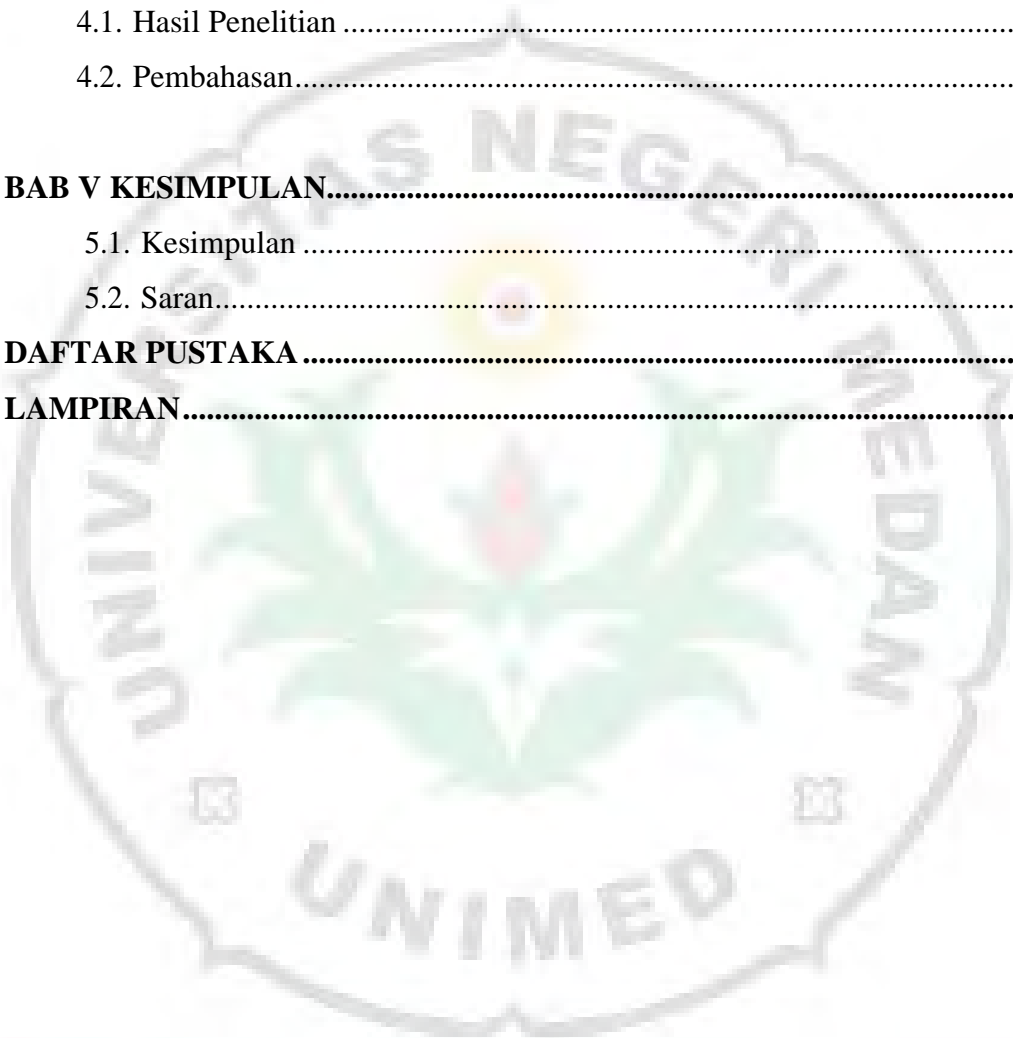 4.1. Hasil Penelitian ........................................................................................
4.2. Pembahasan..............................................................................................
BAB V KESIMPULAN......................................................................................
5.1. Kesimpulan ..............................................................................................
5.2. Saran.........................................................................................................
DAFTAR PUSTAKA .........................................................................................
LAMPIRAN........................................................................................................
UNIVERSITAS NEGERI MEDAN
UNIMED